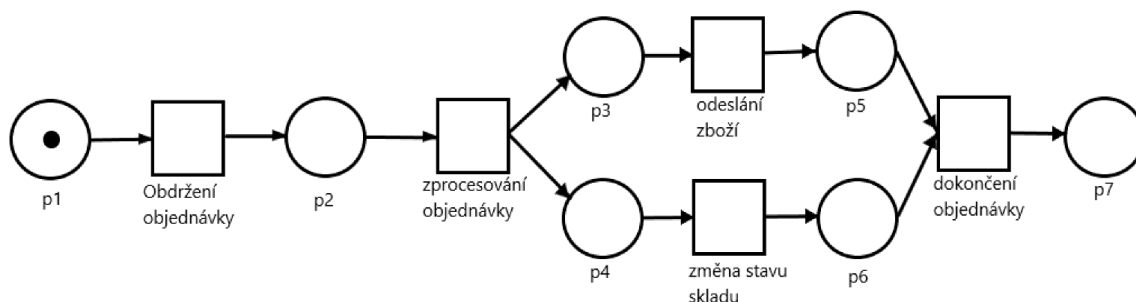 p1
Obdržení
objednávky
p2
zprocesování
objednávky
p3
odeslání
zboží
p5
p4
změna stavu
skladu
p6
dokončení
objednávky
p7